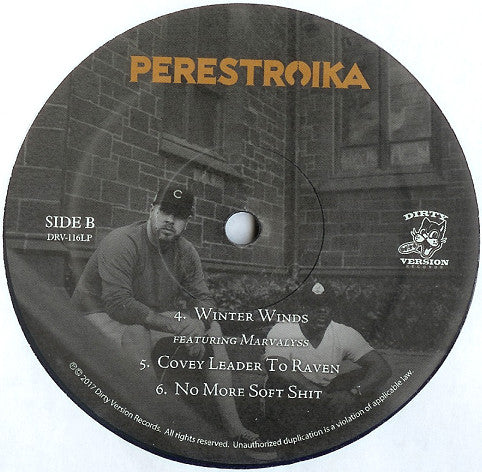 PERESTROIKA
SIDE B
DRV-116LP
DIRTY
VERSION
RECORDS
C
4. WINTER WINDS
FEATURING MARVALYSS
5. COVEY LEADER TO RAVEN
6. NO MORE SOFT SHIT
℗© 2017 Dirty Version Records. All rights reserved. Unauthorized duplication is a violation of applicable law.